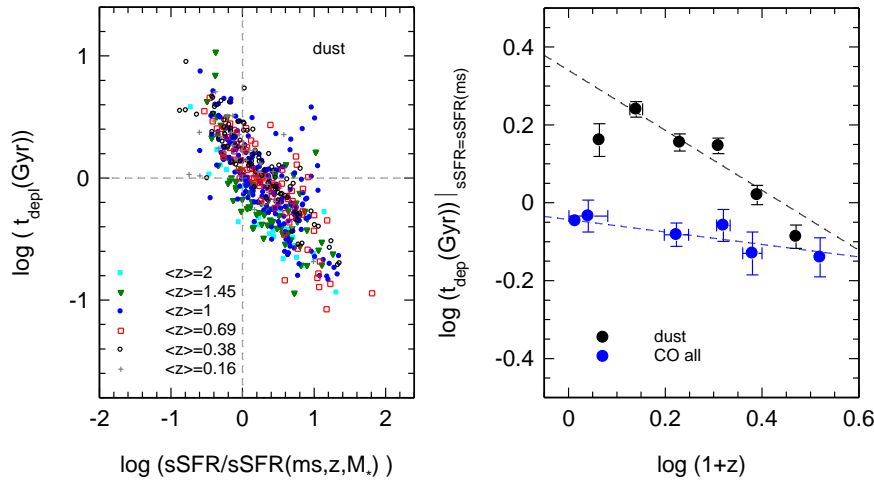 1
0
-1
log ( t_depl(Gyr))
dust
<z>=2
<z>=1.45
<z>=1
<z>=0.69
<z>=0.38
<z>=0.16
-2
-1
0
1
2
log (sSFR/sSFR(ms,z,M_*) )
0.4
0.2
0
-0.2
-0.4
log (t_dep(Gyr))|_sSFR=sSFR(ms)
dust
CO all
0
0.2
0.4
0.6
log (1+z)